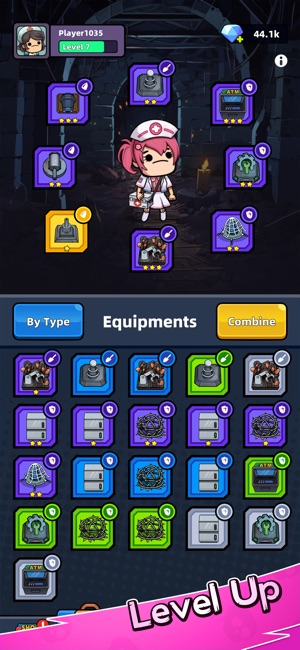 Player1035
44.1k
Level 7
ATM
By Type
Equipments
Combine
ATM
ATM
Level Up